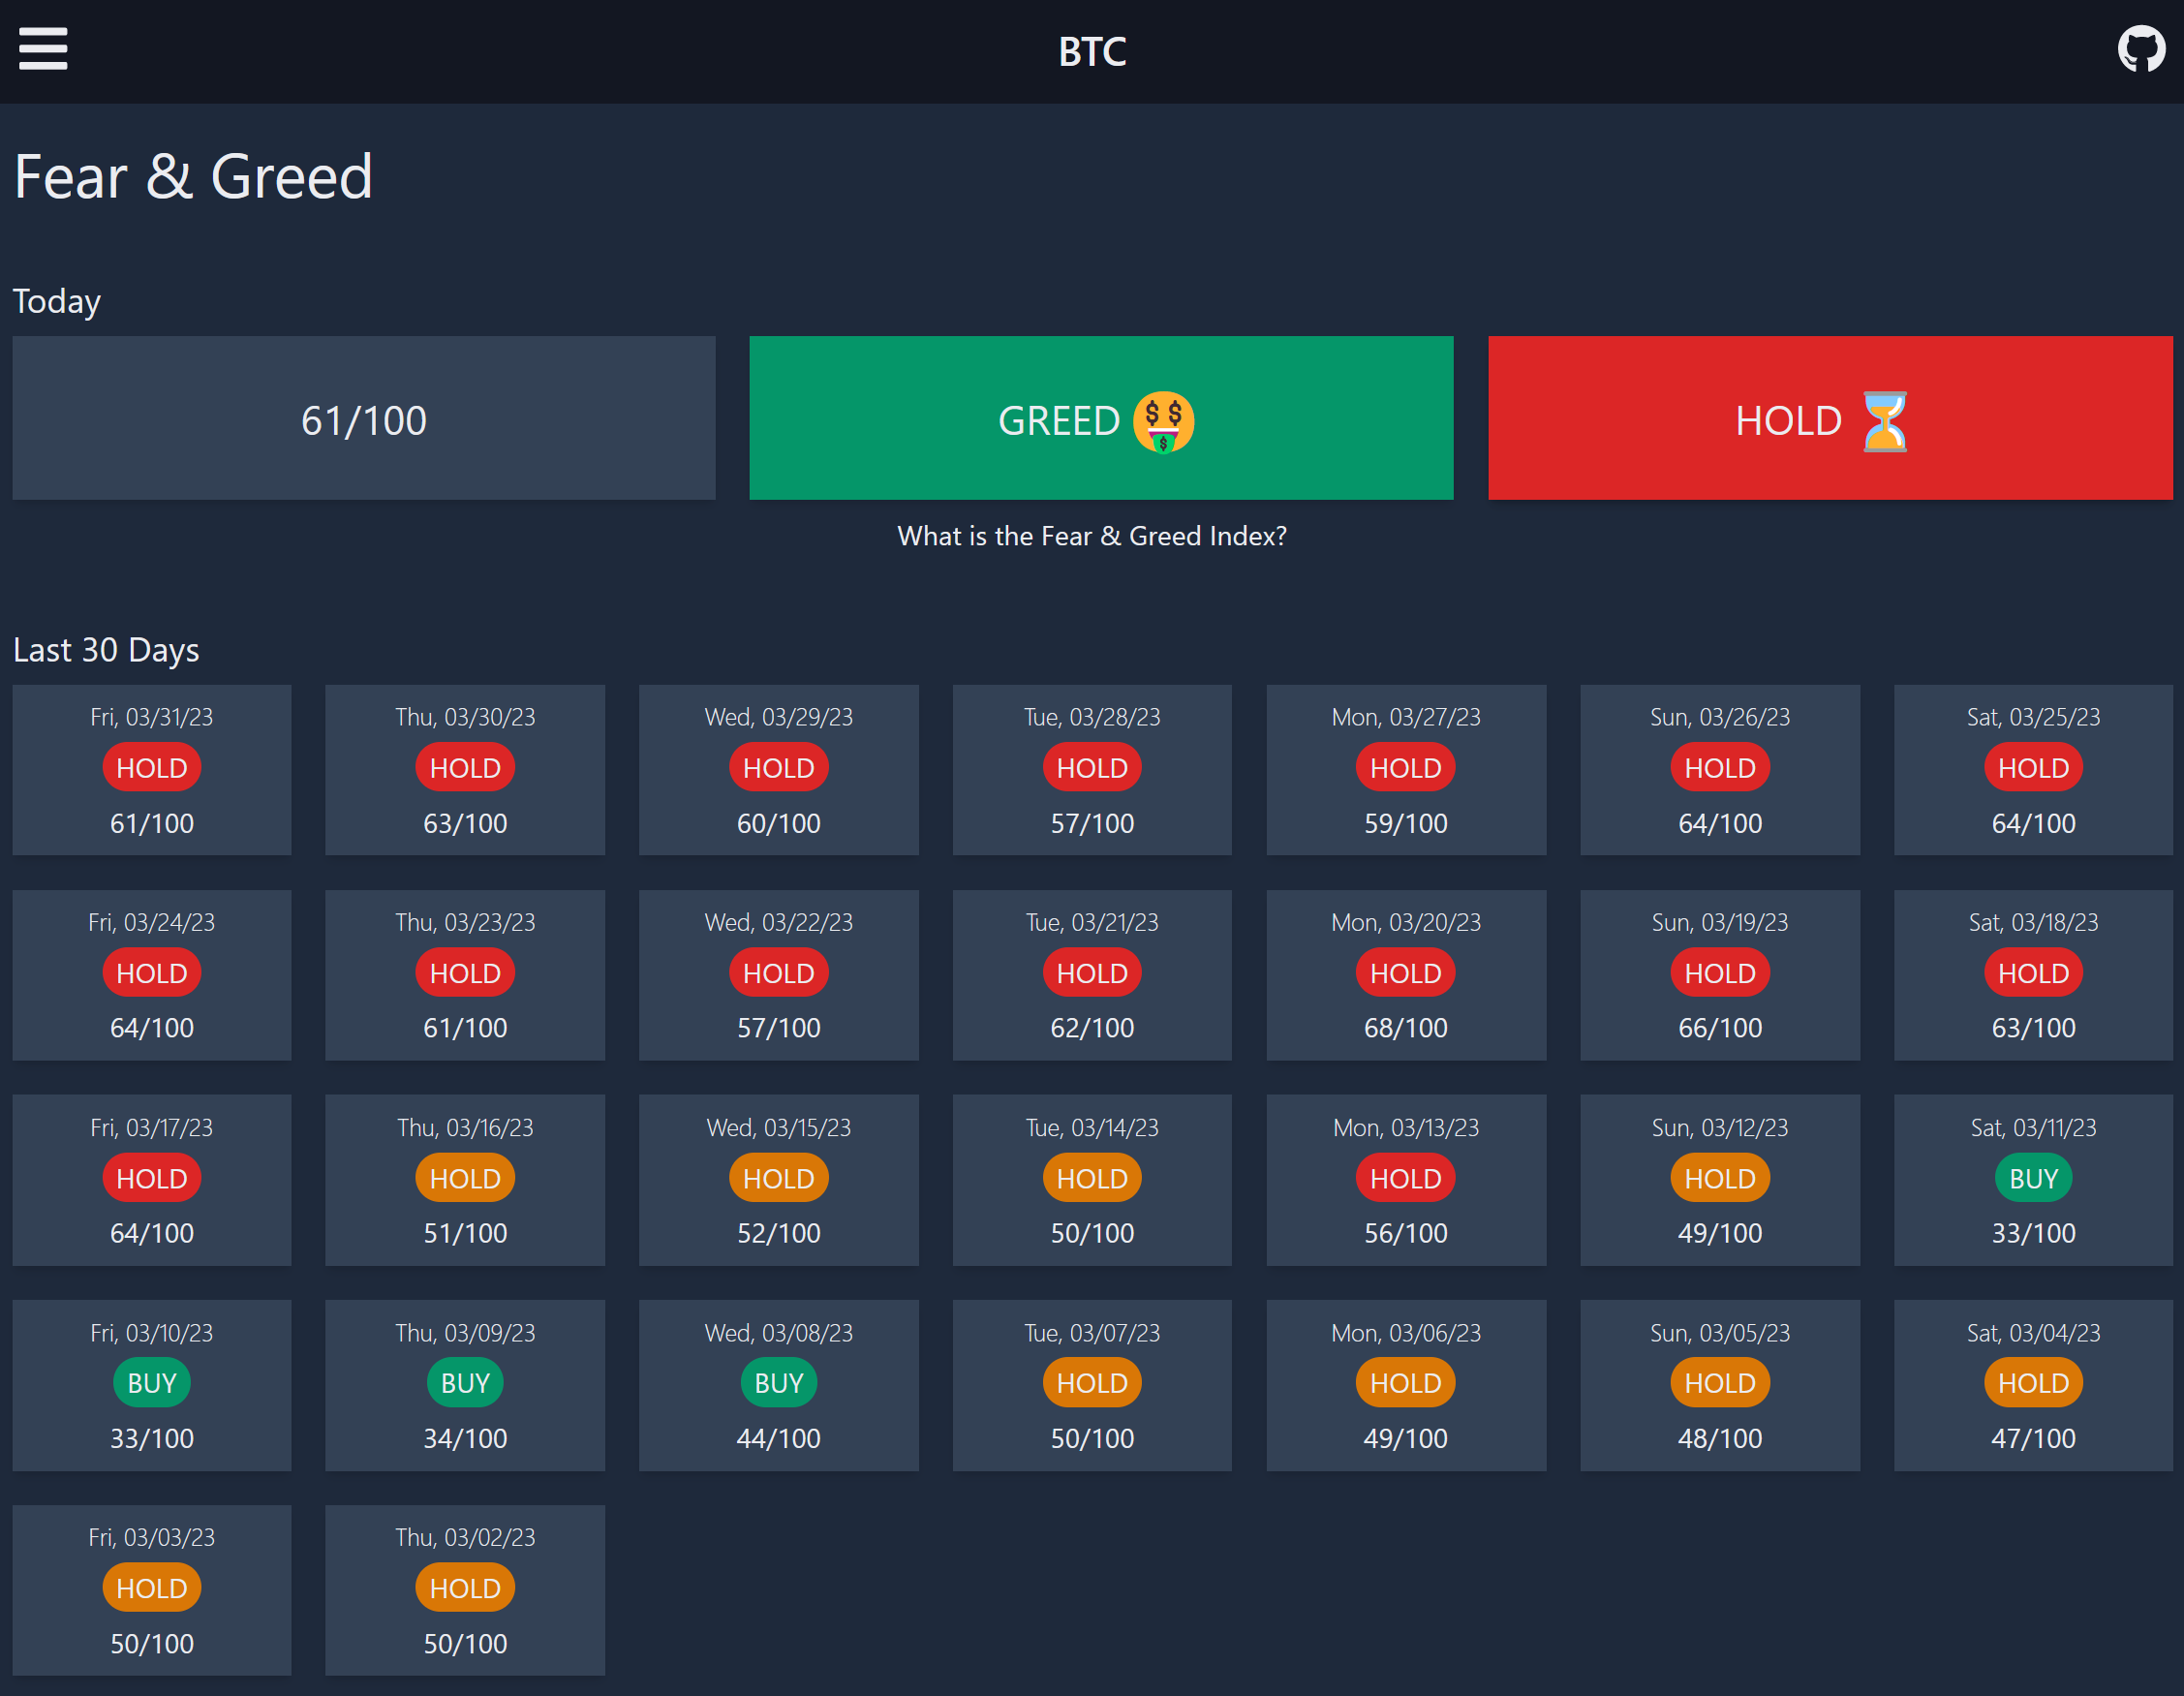 BTC
Fear & Greed
Today
61/100
GREED 🤑
HOLD ⏳
What is the Fear & Greed Index?
Last 30 Days
Fri, 03/31/23
HOLD
61/100
Thu, 03/30/23
HOLD
63/100
Wed, 03/29/23
HOLD
60/100
Tue, 03/28/23
HOLD
57/100
Mon, 03/27/23
HOLD
59/100
Sun, 03/26/23
HOLD
64/100
Sat, 03/25/23
HOLD
64/100
Fri, 03/24/23
HOLD
64/100
Thu, 03/23/23
HOLD
61/100
Wed, 03/22/23
HOLD
57/100
Tue, 03/21/23
HOLD
62/100
Mon, 03/20/23
HOLD
68/100
Sun, 03/19/23
HOLD
66/100
Sat, 03/18/23
HOLD
63/100
Fri, 03/17/23
HOLD
64/100
Thu, 03/16/23
HOLD
51/100
Wed, 03/15/23
HOLD
52/100
Tue, 03/14/23
HOLD
50/100
Mon, 03/13/23
HOLD
56/100
Sun, 03/12/23
HOLD
49/100
Sat, 03/11/23
BUY
33/100
Fri, 03/10/23
BUY
33/100
Thu, 03/09/23
BUY
34/100
Wed, 03/08/23
BUY
44/100
Tue, 03/07/23
HOLD
50/100
Mon, 03/06/23
HOLD
49/100
Sun, 03/05/23
HOLD
48/100
Sat, 03/04/23
HOLD
47/100
Fri, 03/03/23
HOLD
50/100
Thu, 03/02/23
HOLD
50/100